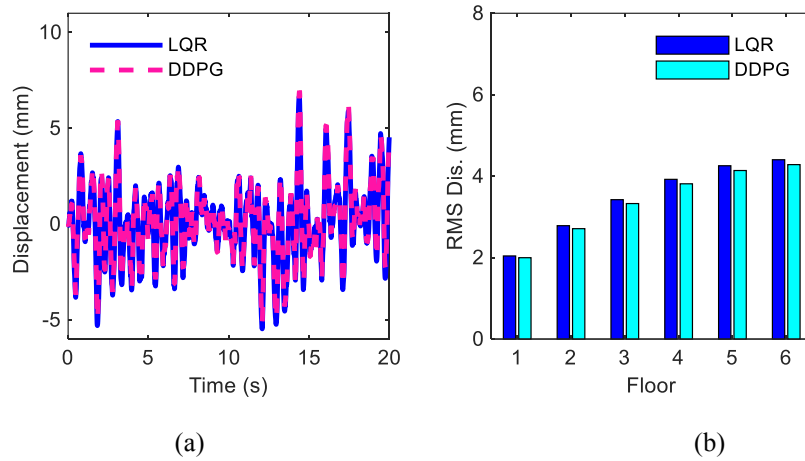 LQR
DDPG
Displacement (mm)
10
5
0
-5
0 5 10 15 20
Time (s)
(a)
LQR
DDPG
RMS Dis. (mm)
8
6
4
2
0
1 2 3 4 5 6
Floor
(b)